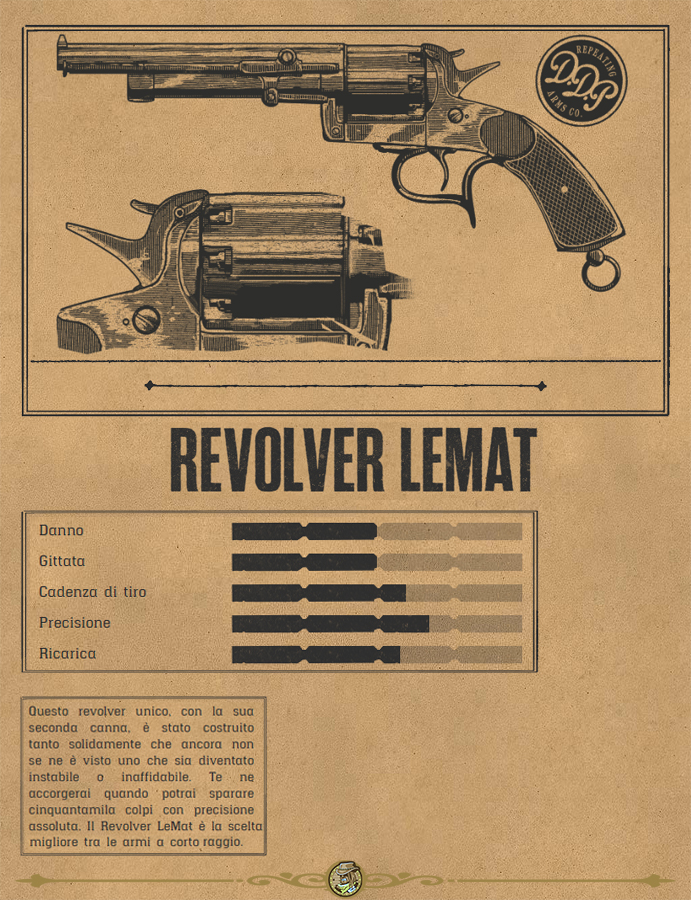 REPEATING
DDP
ARMS CO.
REVOLVER LEMAT
Danno
Gittata
Cadenza di tiro
Precisione
Ricarica
Questo revolver unico, con la sua
seconda canna, è stato costruito
tanto solidamente che ancora non
se ne è visto uno che sia diventato
instabile o inaffidabile. Te ne
accorgerai quando potrai sparare
cinquantamila colpi con precisione
assoluta. Il Revolver LeMat è la scelta
migliore tra le armi a corto raggio.